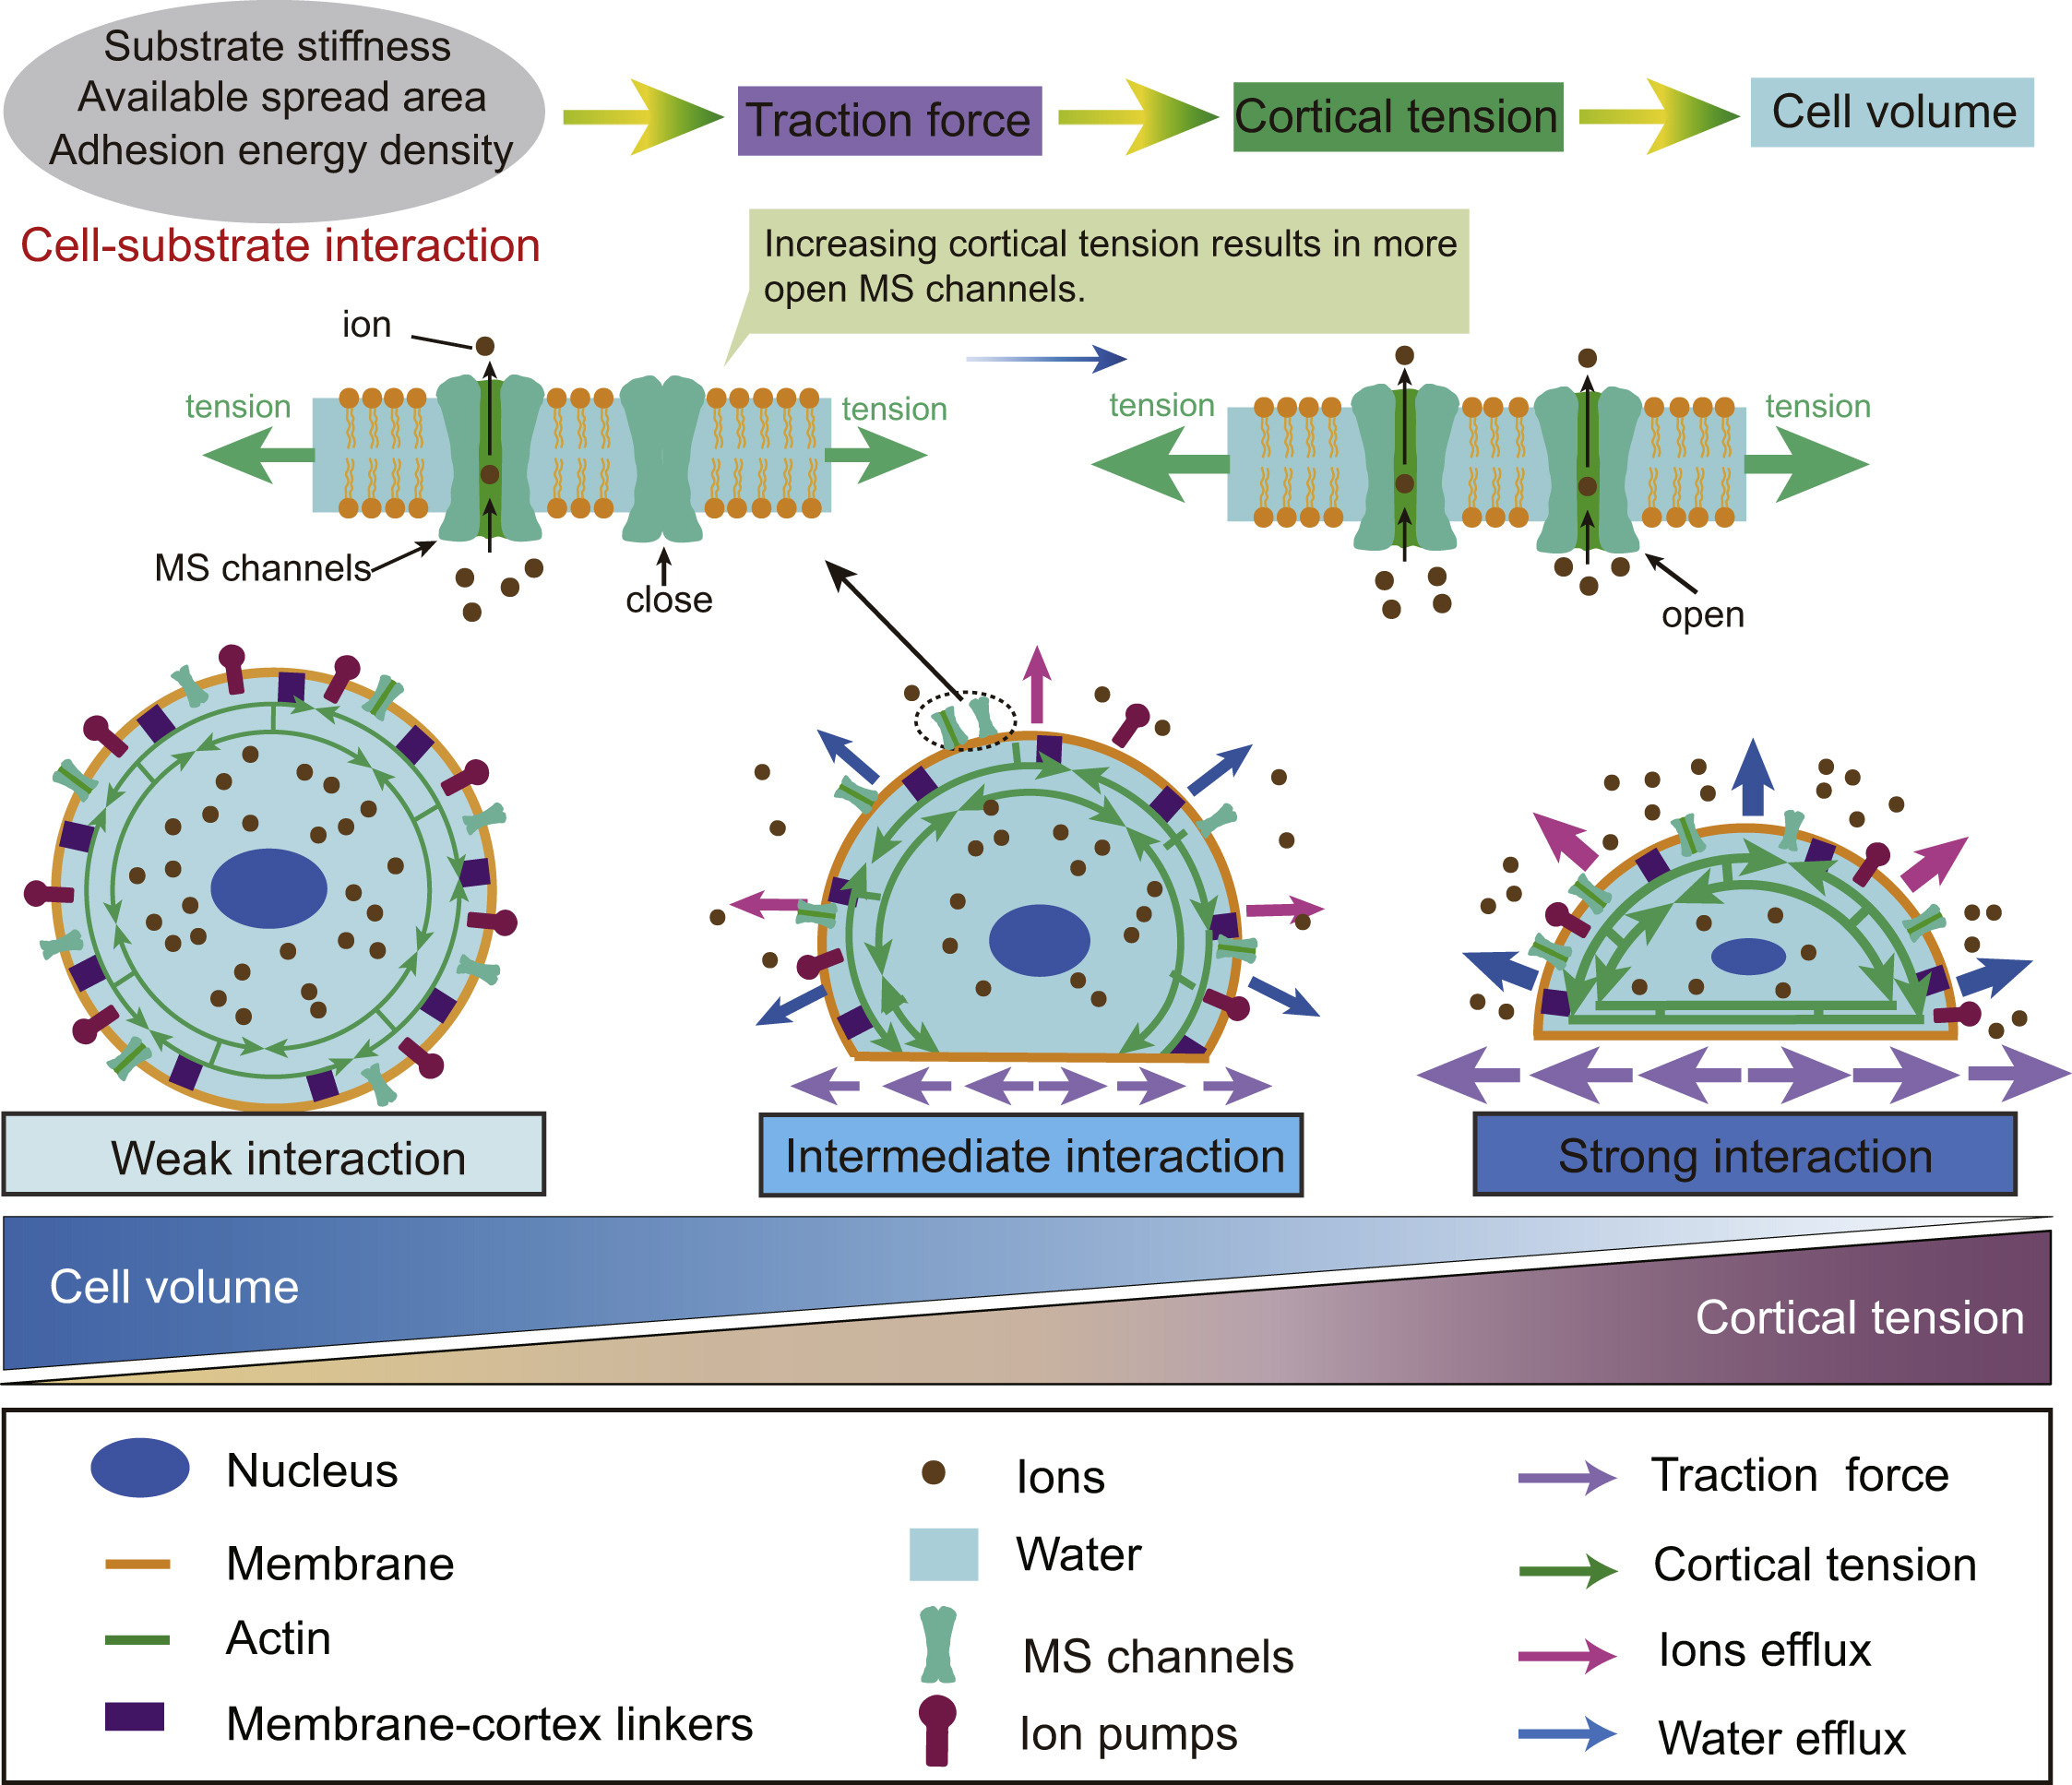 Substrate stiffness
Available spread area
Adhesion energy density
Traction force
Cortical tension
Cell volume
Cell-substrate interaction
Increasing cortical tension results in more
open MS channels.
ion
tension
tension
tension
tension
MS channels
close
open
Weak interaction
Intermediate interaction
Strong interaction
Cell volume
Cortical tension
Nucleus
Membrane
Actin
Membrane-cortex linkers
Ions
Water
MS channels
Ion pumps
Traction force
Cortical tension
Ions efflux
Water efflux